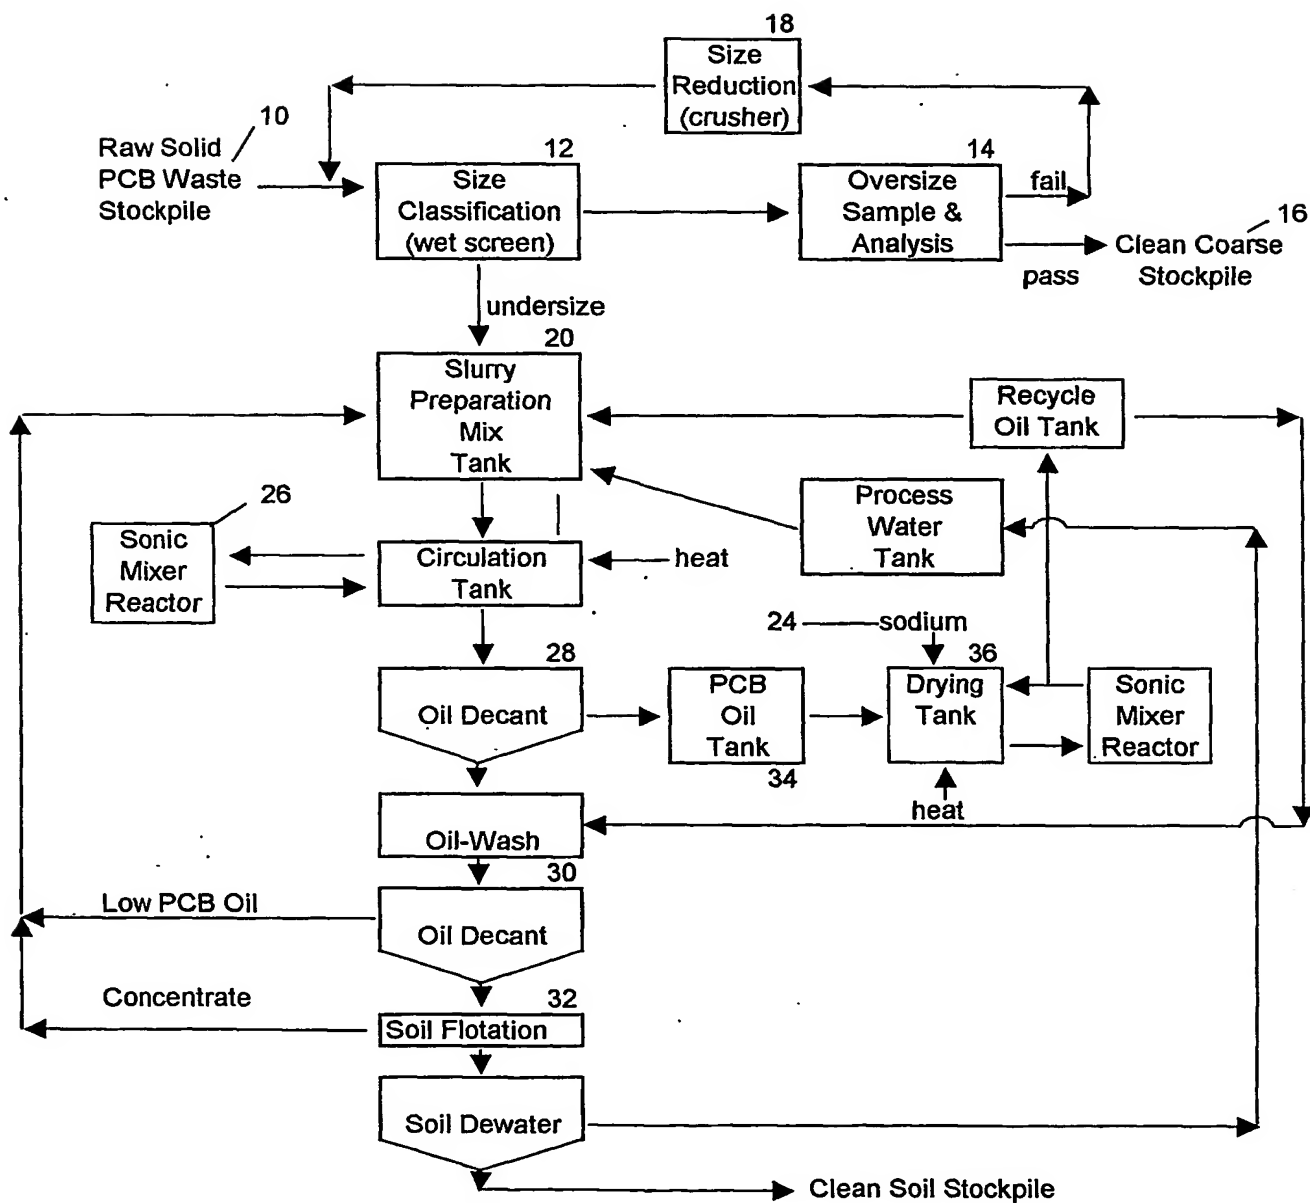 18
Size
Reduction
(crusher)
10
Raw Solid
PCB Waste
Stockpile
12
Size
Classification
(wet screen)
14
Oversize
Sample &
Analysis
fail
pass
16
Clean Coarse
Stockpile
undersize
20
Slurry
Preparation
Mix
Tank
Recycle
Oil Tank
Process
Water
Tank
26
Sonic
Mixer
Reactor
Circulation
Tank
heat
24
sodium
28
Oil Decant
PCB
Oil
Tank
34
36
Drying
Tank
heat
Sonic
Mixer
Reactor
Oil-Wash
30
Oil Decant
Low PCB Oil
Concentrate
32
Soil Flotation
Soil Dewater
Clean Soil Stockpile